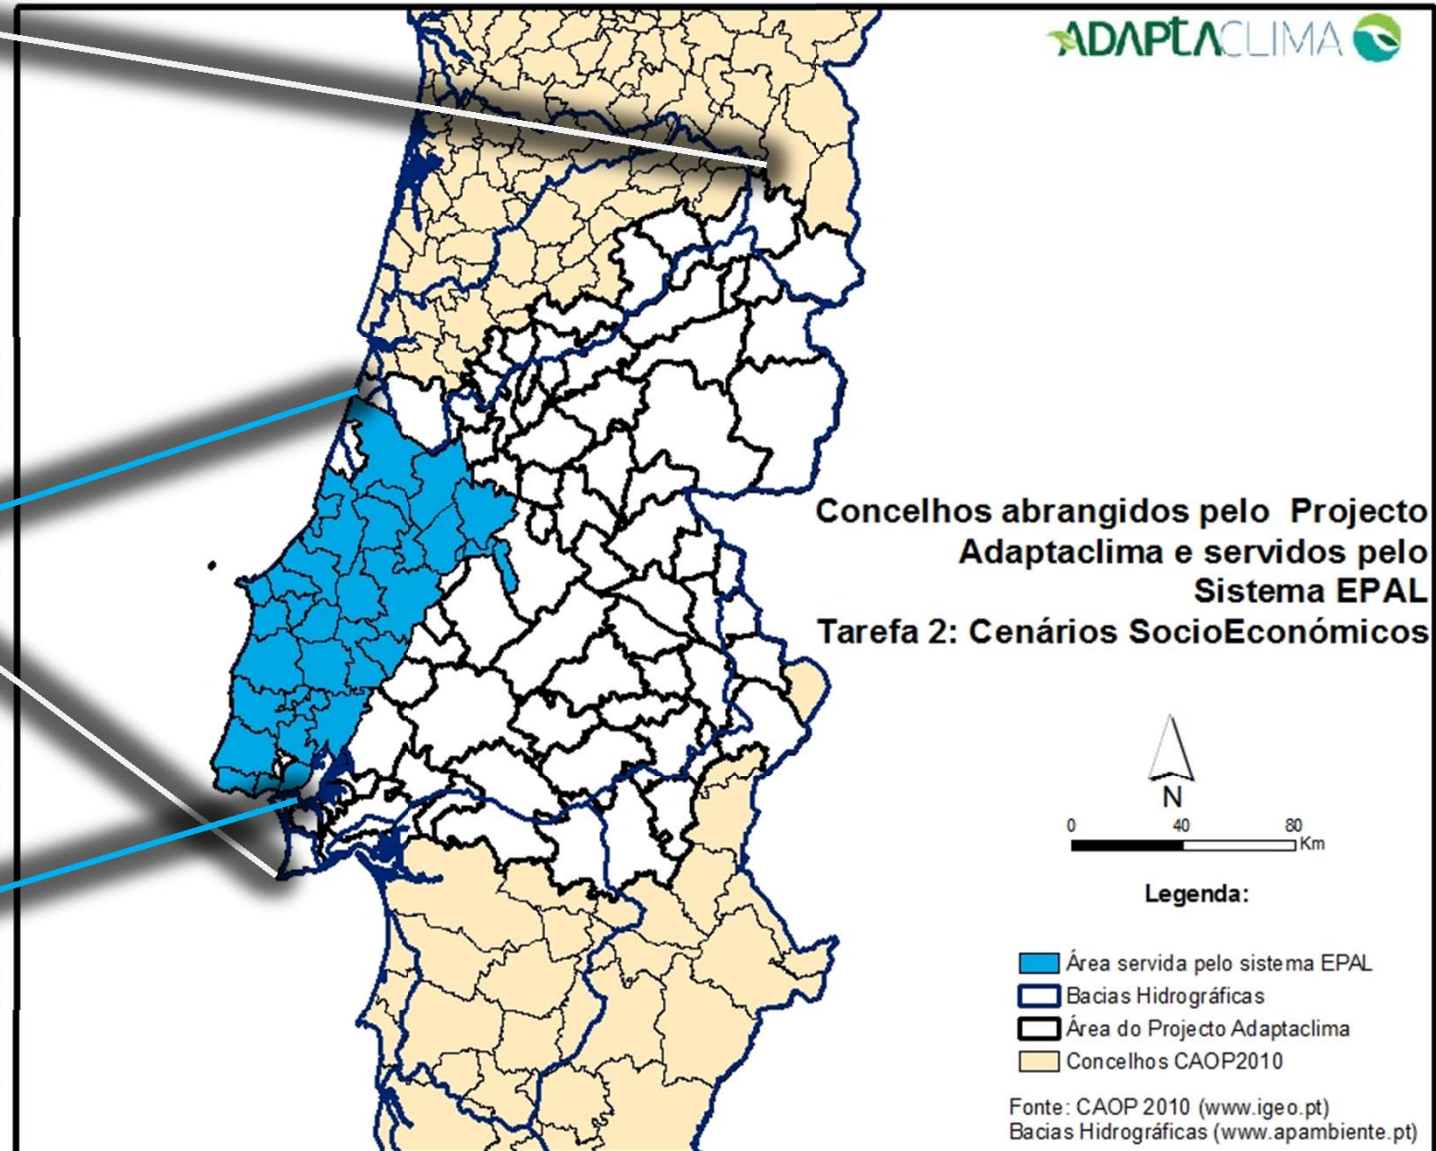 ADAPTACLIMA
Concelhos abrangidos pelo Projecto
Adaptaclima e servidos pelo
Sistema EPAL
Tarefa 2: Cenários SocioEconómicos
N
0 40 80
Km
Legenda:
Área servida pelo sistema EPAL
Bacias Hidrográficas
Área do Projecto Adaptaclima
Concelhos CAOP2010
Fonte: CAOP 2010 (www.igeo.pt)
Bacias Hidrográficas (www.apambiente.pt)